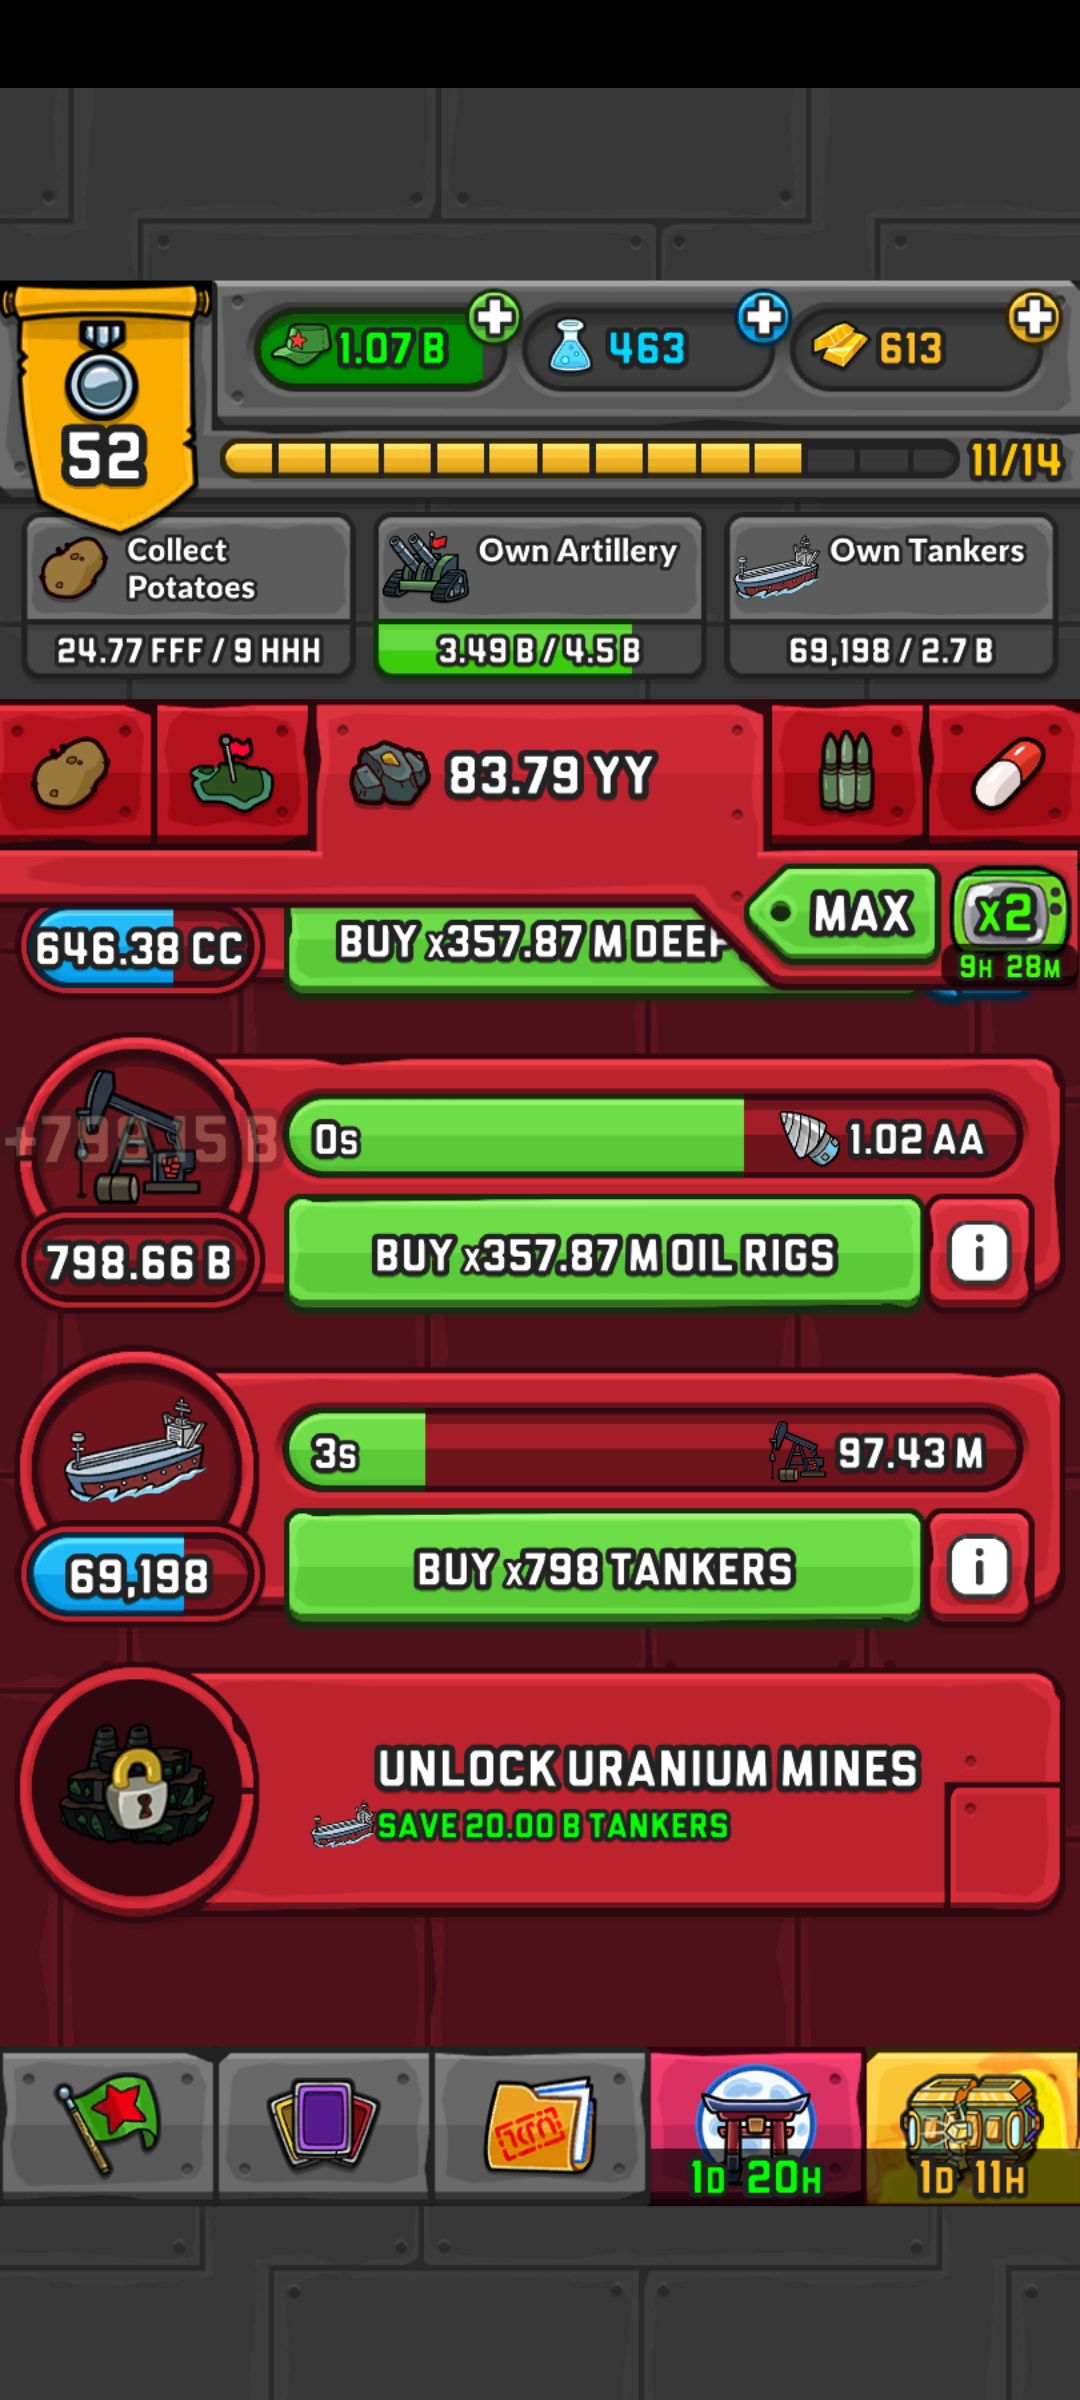 1.07 B
463
613
52
11/14
Collect
Potatoes
24.77 FFF / 9 HHH
Own Artillery
3.49 B / 4.5 B
Own Tankers
69,198 / 2.7 B
83.79 YY
MAX
x2
9H 28M
646.38 CC
BUY x357.87 M DEEP
+798.15 B
0s
1.02 AA
798.66 B
BUY x357.87 M OIL RIGS
i
3s
97.43 M
69,198
BUY x798 TANKERS
i
UNLOCK URANIUM MINES
SAVE 20.00 B TANKERS
1D 20H
1D 11H